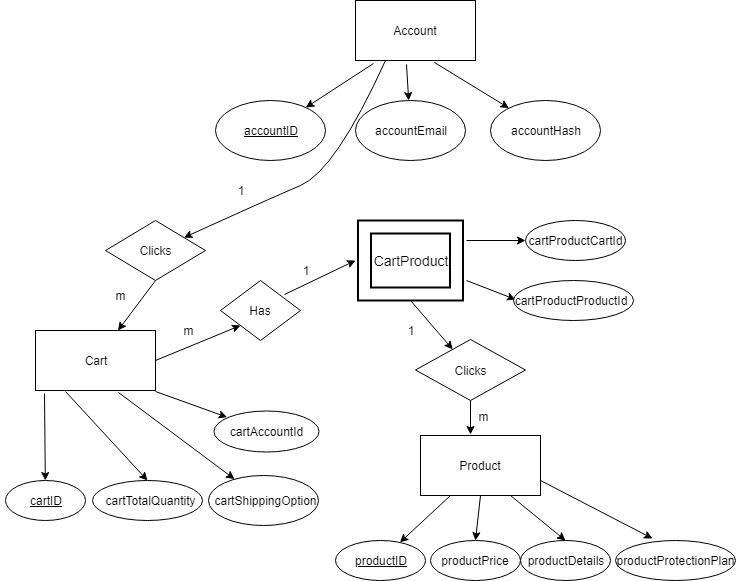 Account
accountID
accountEmail
accountHash
1
Clicks
cartProductCartId
CartProduct
1
cartProductProductId
m
Has
m
1
Cart
Clicks
m
cartAccountId
Product
cartID
cartTotalQuantity
cartShippingOption
productID
productPrice
productDetails
productProtectionPlan